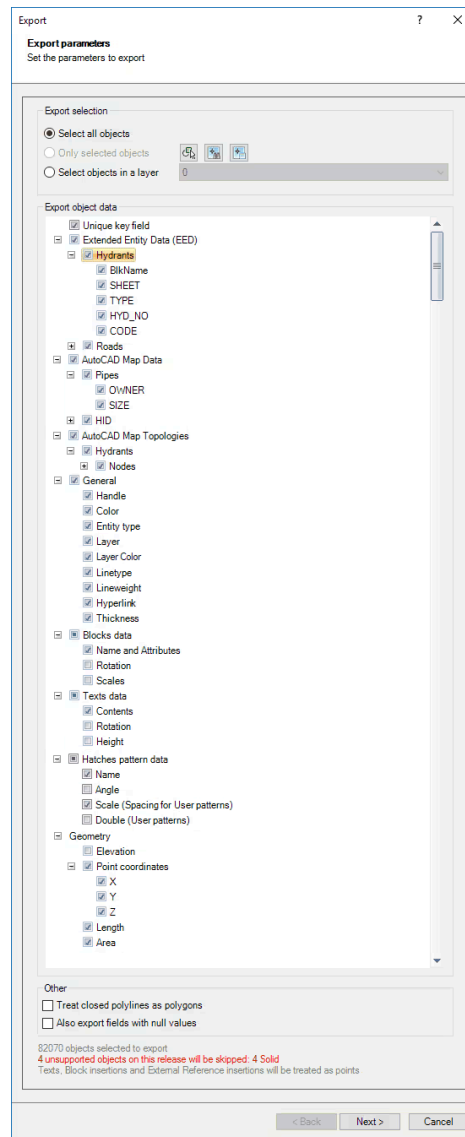 Export
?
Export parameters
Set the parameters to export
Export selection
Select all objects
Only selected objects
Select objects in a layer
0
Export object data
Unique key field
Extended Entity Data (EED)
Hydrants
BlkName
SHEET
TYPE
HYD_NO
CODE
Roads
AutoCAD Map Data
Pipes
OWNER
SIZE
HID
AutoCAD Map Topologies
Hydrants
Nodes
General
Handle
Color
Entity type
Layer
Layer Color
Linetype
Lineweight
Hyperlink
Thickness
Blocks data
Name and Attributes
Rotation
Scales
Texts data
Contents
Rotation
Height
Hatches pattern data
Name
Angle
Scale (Spacing for User patterns)
Double (User patterns)
Geometry
Elevation
Point coordinates
X
Y
Z
Length
Area
Other
Treat closed polylines as polygons
Also export fields with null values
82070 objects selected to export
4 unsupported objects on this release will be skipped: 4 Solid
Texts, Block insertions and External Reference insertions will be treated as points
< Back
Next >
Cancel